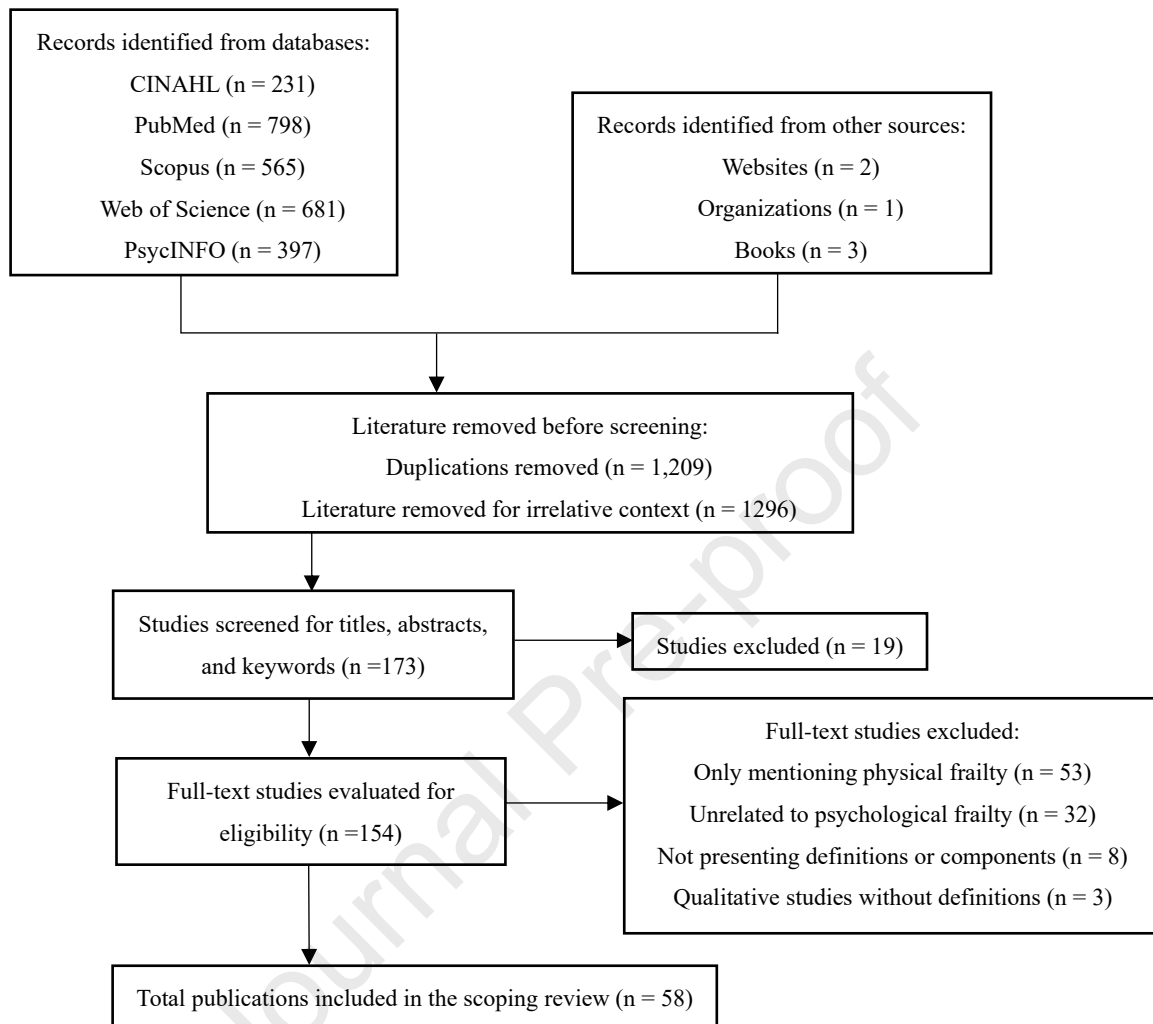 Records identified from databases:
CINAHL (n = 231)
PubMed (n = 798)
Scopus (n = 565)
Web of Science (n = 681)
PsycINFO (n = 397)
Records identified from other sources:
Websites (n = 2)
Organizations (n = 1)
Books (n = 3)
Literature removed before screening:
Duplications removed (n = 1,209)
Literature removed for irrelative context (n = 1296)
Studies screened for titles, abstracts,
and keywords (n =173)
Studies excluded (n = 19)
Full-text studies evaluated for
eligibility (n =154)
Full-text studies excluded:
Only mentioning physical frailty (n = 53)
Unrelated to psychological frailty (n = 32)
Not presenting definitions or components (n = 8)
Qualitative studies without definitions (n = 3)
Total publications included in the scoping review (n = 58)
Journal Pre-proof